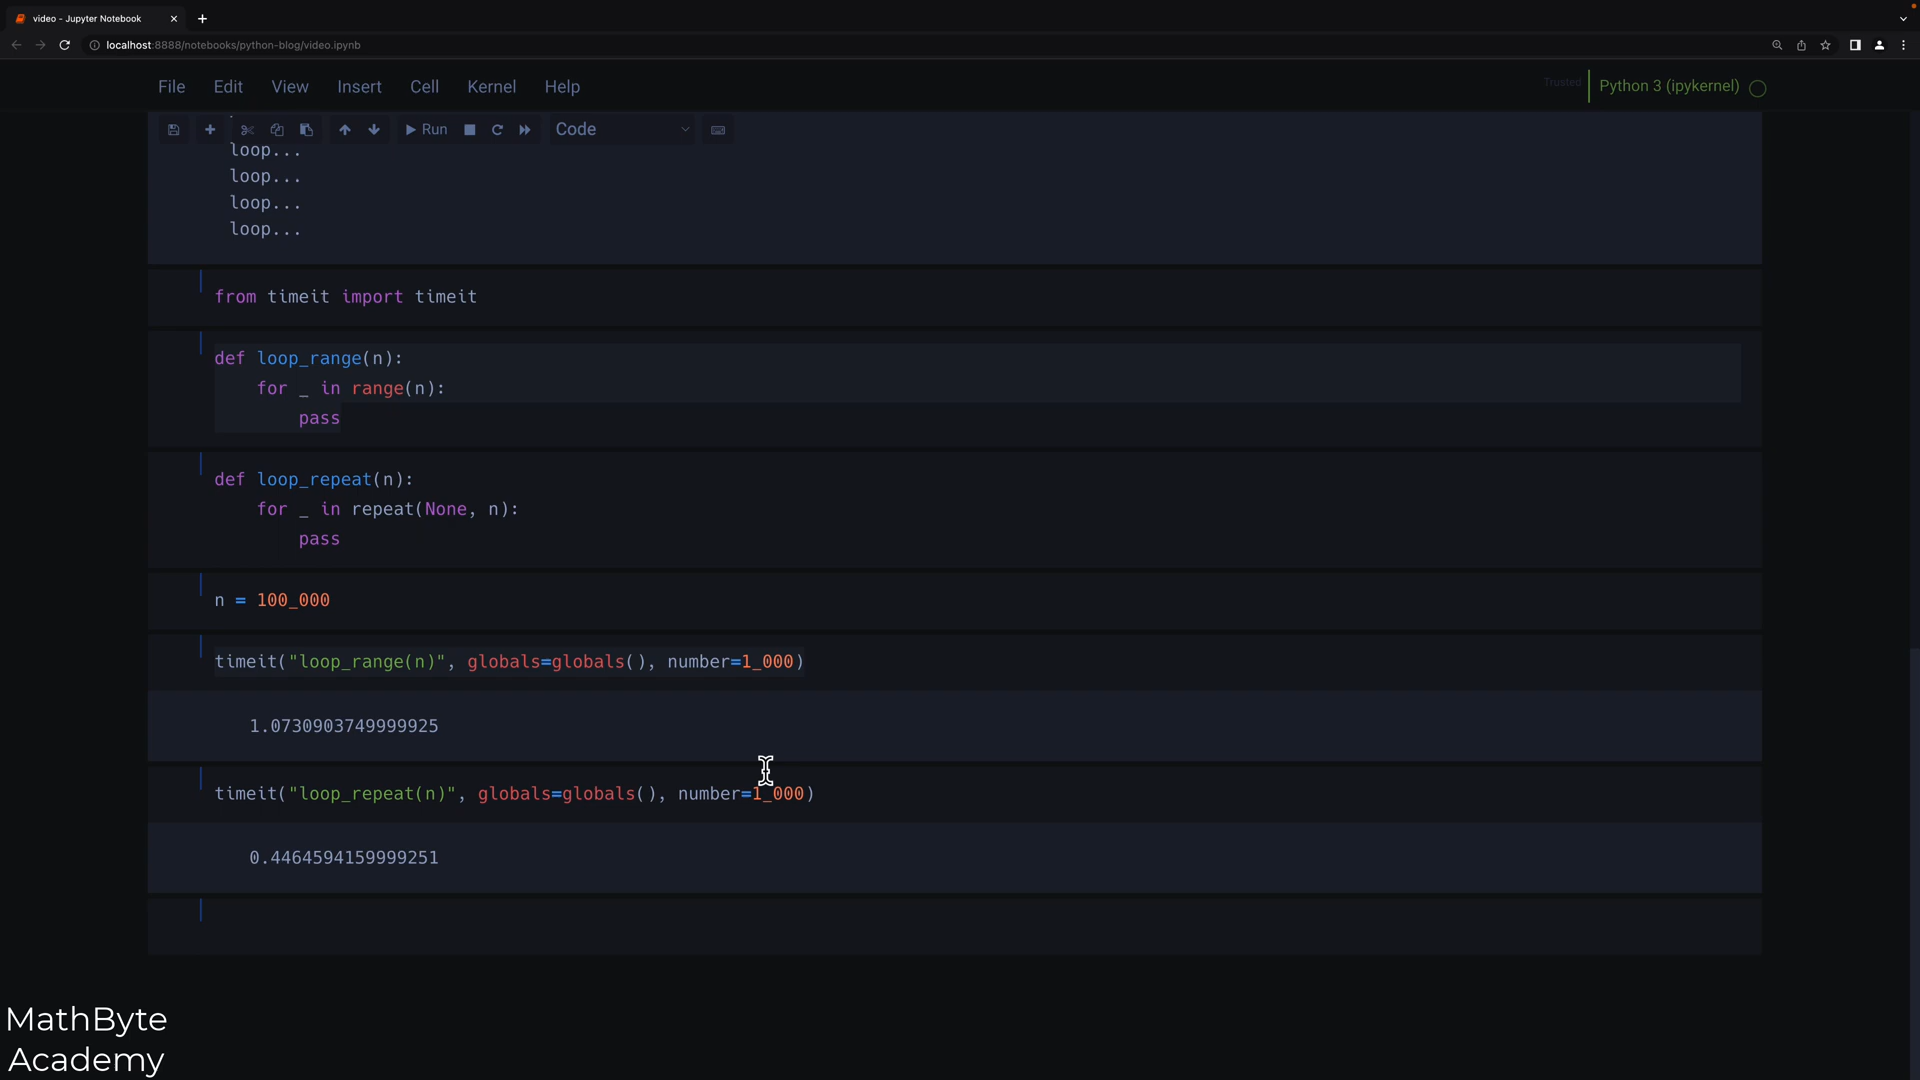 video - Jupyter Notebook
localhost:8888/notebooks/python-blog/video.ipynb
File Edit View Insert Cell Kernel Help
Trusted
Python 3 (ipykernel)
Run
Code
loop...
loop...
loop...
loop...
from timeit import timeit
def loop_range(n):
    for _ in range(n):
        pass
def loop_repeat(n):
    for _ in repeat(None, n):
        pass
n = 100_000
timeit("loop_range(n)", globals=globals(), number=1_000)
1.0730903749999925
timeit("loop_repeat(n)", globals=globals(), number=1_000)
0.4464594159999251
MathByte
Academy